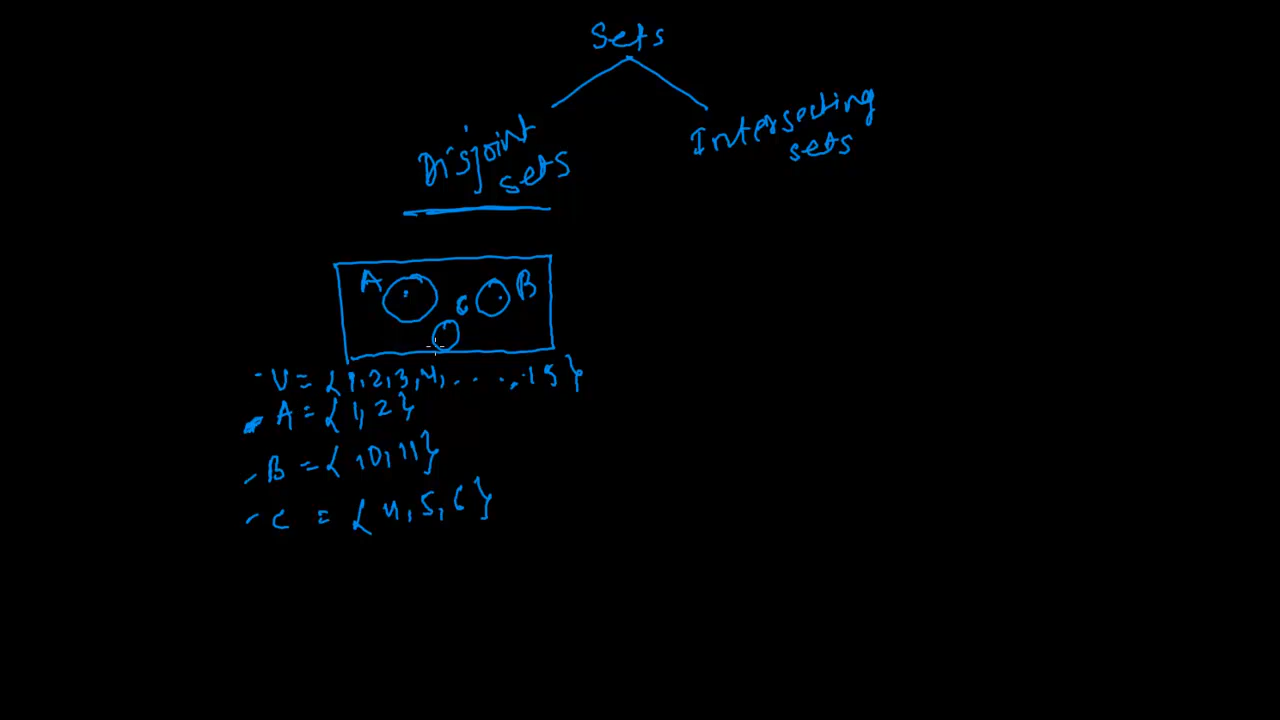 Sets
Disjoint
sets
Intersecting
sets
A
B
C
- U = {1,2,3,4,.....,15}
- A = {1,2}
- B = {10,11}
- C = {4,5,6}